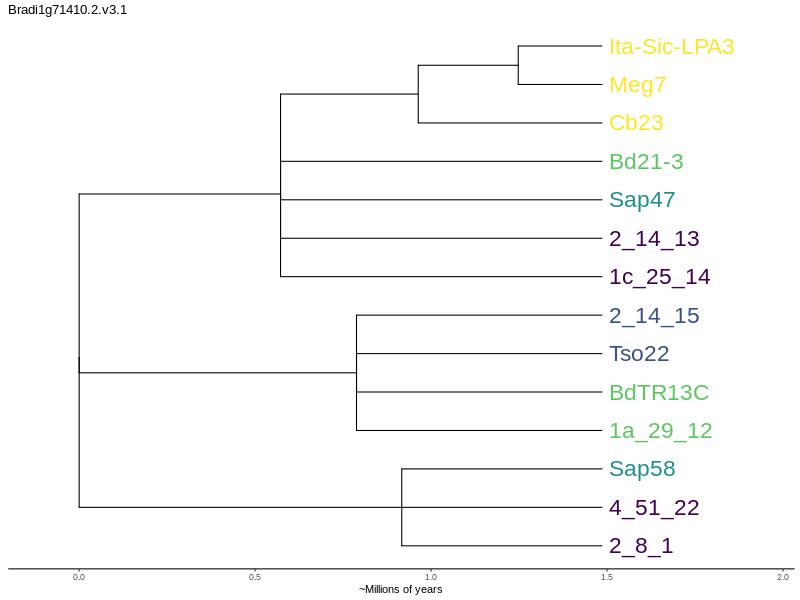 Bradi1g71410.2.v3.1
Ita-Sic-LPA3
Meg7
Cb23
Bd21-3
Sap47
2_14_13
1c_25_14
2_14_15
Tso22
BdTR13C
1a_29_12
Sap58
4_51_22
2_8_1
0.0 0.5 1.0 1.5 2.0
~Millions of years